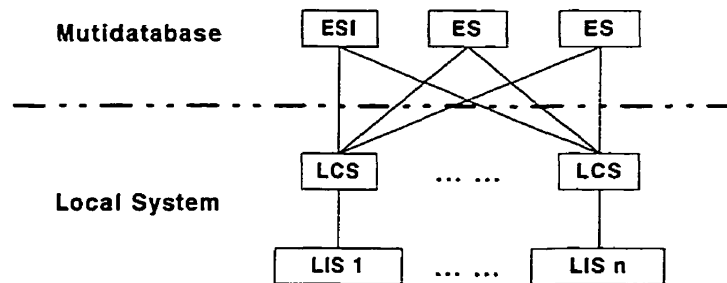 Mutidatabase
ESI
ES
ES
LCS
... ...
LCS
Local System
LIS 1
... ...
LIS n